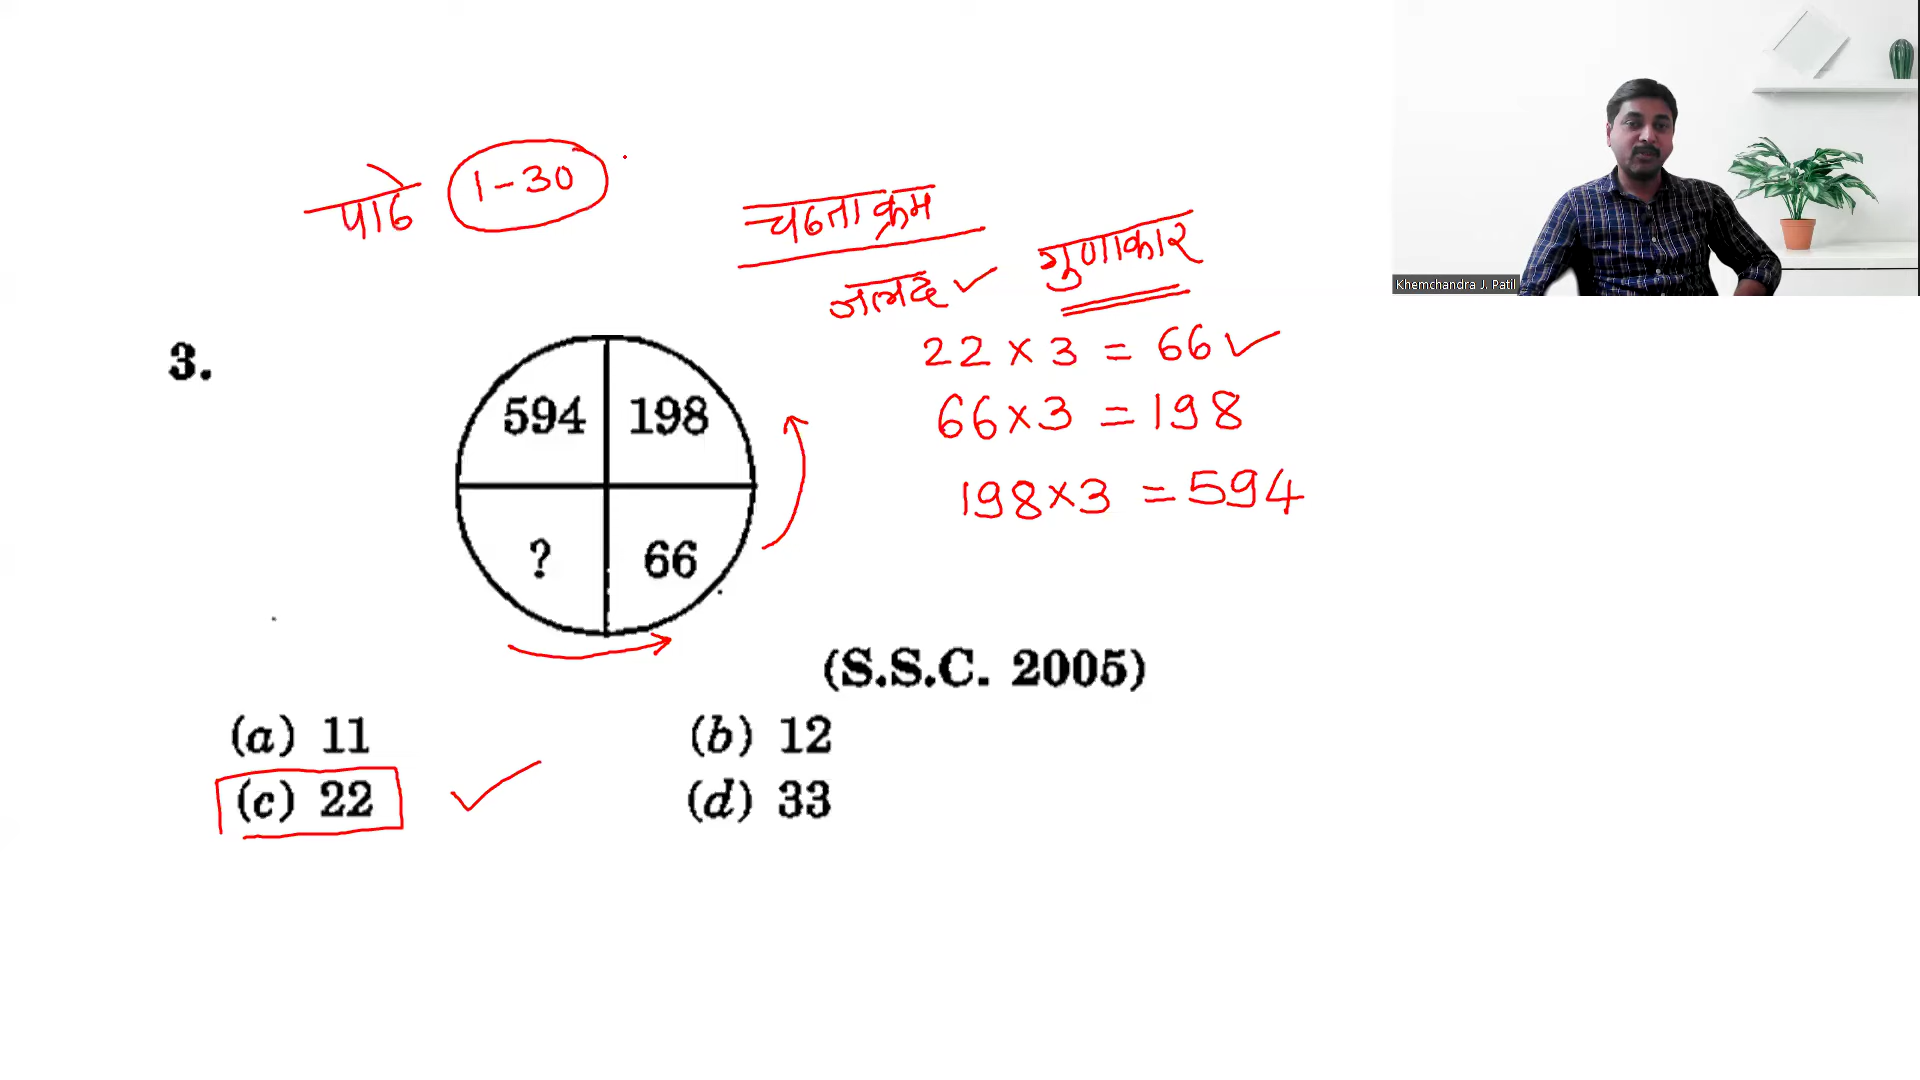 पाढे 1-30
चढता क्रम
जलद गुणाकार
Khemchandra J. Patil
22 × 3 = 66
66 × 3 = 198
198 × 3 = 594
3.
594 198
? 66
(S.S.C. 2005)
(a) 11 (b) 12
(c) 22 (d) 33